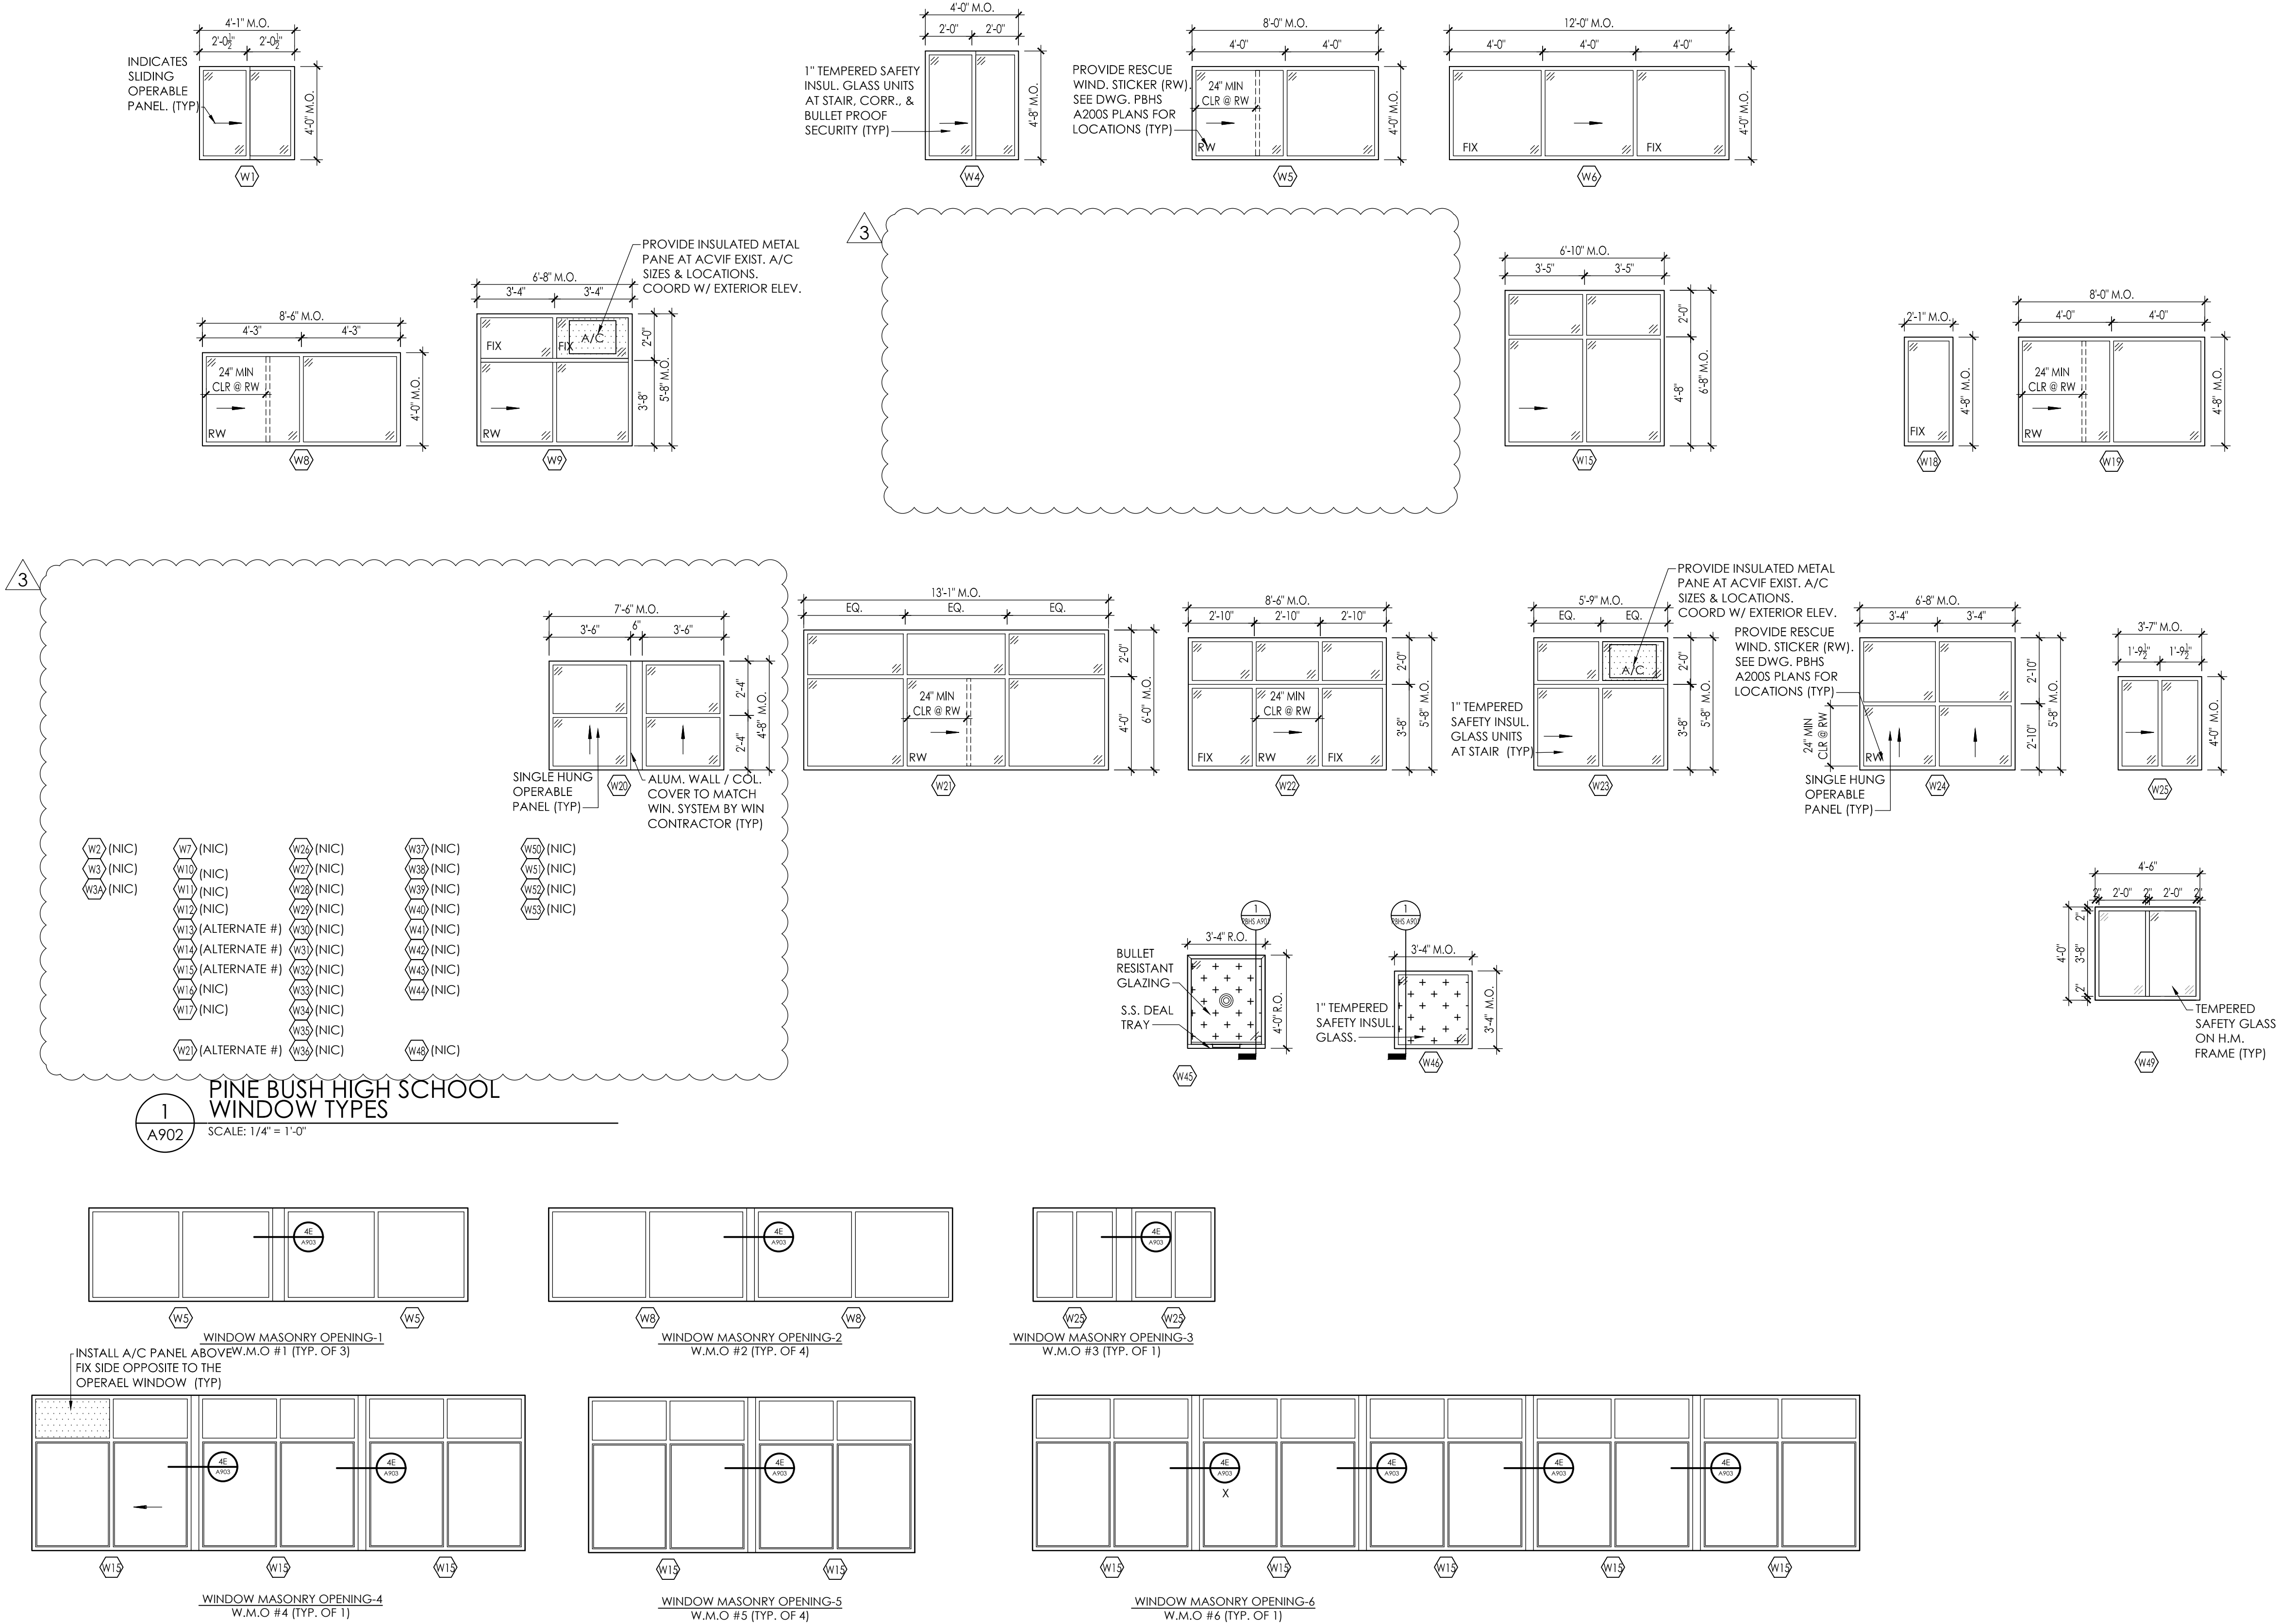 4'-1" M.O.
2'-0½" 2'-0½"
INDICATES
SLIDING
OPERABLE
PANEL. (TYP)
4'-0" M.O.
W1
4'-0" M.O.
2'-0" 2'-0"
1" TEMPERED SAFETY
INSUL. GLASS UNITS
AT STAIR, CORR., &
BULLET PROOF
SECURITY (TYP)
4'-8" M.O.
W4
8'-0" M.O.
4'-0" 4'-0"
PROVIDE RESCUE
WIND. STICKER (RW).
SEE DWG. PBHS
A200S PLANS FOR
LOCATIONS (TYP)
24" MIN
CLR @ RW
RW
4'-0" M.O.
W5
12'-0" M.O.
4'-0" 4'-0" 4'-0"
FIX FIX
4'-0" M.O.
W6
8'-6" M.O.
4'-3" 4'-3"
24" MIN
CLR @ RW
RW
4'-0" M.O.
W8
PROVIDE INSULATED METAL
PANE AT ACVIF EXIST. A/C
SIZES & LOCATIONS.
COORD W/ EXTERIOR ELEV.
6'-8" M.O.
3'-4" 3'-4"
FIX FIX A/C
RW
2'-0"
3'-8"
5'-8" M.O.
W9
3
6'-10" M.O.
3'-5" 3'-5"
2'-0"
4'-8"
6'-8" M.O.
W15
2'-1" M.O.
FIX
4'-8" M.O.
W18
8'-0" M.O.
4'-0" 4'-0"
24" MIN
CLR @ RW
RW
4'-8" M.O.
W19
3
7'-6" M.O.
3'-6" 6" 3'-6"
2'-4"
2'-4"
4'-8" M.O.
SINGLE HUNG
OPERABLE
PANEL (TYP)
W20
ALUM. WALL / COL.
COVER TO MATCH
WIN. SYSTEM BY WIN
CONTRACTOR (TYP)
13'-1" M.O.
EQ. EQ. EQ.
24" MIN
CLR @ RW
RW
2'-0"
4'-0"
6'-0" M.O.
W21
8'-6" M.O.
2'-10" 2'-10" 2'-10"
24" MIN
CLR @ RW
FIX RW FIX
2'-0"
3'-8"
5'-8" M.O.
W22
PROVIDE INSULATED METAL
PANE AT ACVIF EXIST. A/C
SIZES & LOCATIONS.
COORD W/ EXTERIOR ELEV.
5'-9" M.O.
EQ. EQ.
A/C
1" TEMPERED
SAFETY INSUL.
GLASS UNITS
AT STAIR (TYP)
2'-0"
3'-8"
5'-8" M.O.
W23
PROVIDE RESCUE
WIND. STICKER (RW).
SEE DWG. PBHS
A200S PLANS FOR
LOCATIONS (TYP)
6'-8" M.O.
3'-4" 3'-4"
24" MIN
CLR @ RW
RW
2'-10"
2'-10"
5'-8" M.O.
SINGLE HUNG
OPERABLE
PANEL (TYP)
W24
3'-7" M.O.
1'-9½" 1'-9½"
4'-0" M.O.
W25
W2 (NIC)
W3 (NIC)
W3A (NIC)
W7 (NIC)
W10 (NIC)
W11 (NIC)
W12 (NIC)
W13 (ALTERNATE #)
W14 (ALTERNATE #)
W15 (ALTERNATE #)
W16 (NIC)
W17 (NIC)
W21 (ALTERNATE #)
W26 (NIC)
W27 (NIC)
W28 (NIC)
W29 (NIC)
W30 (NIC)
W31 (NIC)
W32 (NIC)
W33 (NIC)
W34 (NIC)
W35 (NIC)
W36 (NIC)
W37 (NIC)
W38 (NIC)
W39 (NIC)
W40 (NIC)
W41 (NIC)
W42 (NIC)
W43 (NIC)
W44 (NIC)
W48 (NIC)
W50 (NIC)
W51 (NIC)
W52 (NIC)
W53 (NIC)
1
3'-4" R.O.
BULLET
RESISTANT
GLAZING
S.S. DEAL
TRAY
4'-0" R.O.
W45
1
3'-4" M.O.
1" TEMPERED
SAFETY INSUL.
GLASS.
3'-4" M.O.
W46
4'-6"
2" 2'-0" 2" 2'-0" 2"
2"
3'-8"
2"
4'-0"
TEMPERED
SAFETY GLASS
ON H.M.
FRAME (TYP)
W49
1
A902
PINE BUSH HIGH SCHOOL
WINDOW TYPES
SCALE: 1/4" = 1'-0"
4E
A903
W5 W5
WINDOW MASONRY OPENING-1
W.M.O #1 (TYP. OF 3)
4E
A903
W8 W8
WINDOW MASONRY OPENING-2
W.M.O #2 (TYP. OF 4)
4E
A903
W25 W25
WINDOW MASONRY OPENING-3
W.M.O #3 (TYP. OF 1)
INSTALL A/C PANEL ABOVE
FIX SIDE OPPOSITE TO THE
OPERAEL WINDOW (TYP)
4E
A903
4E
A903
W15 W15 W15
WINDOW MASONRY OPENING-4
W.M.O #4 (TYP. OF 1)
4E
A903
W15 W15
WINDOW MASONRY OPENING-5
W.M.O #5 (TYP. OF 4)
4E
A903
X
4E
A903
4E
A903
4E
A903
W15 W15 W15 W15 W15
WINDOW MASONRY OPENING-6
W.M.O #6 (TYP. OF 1)